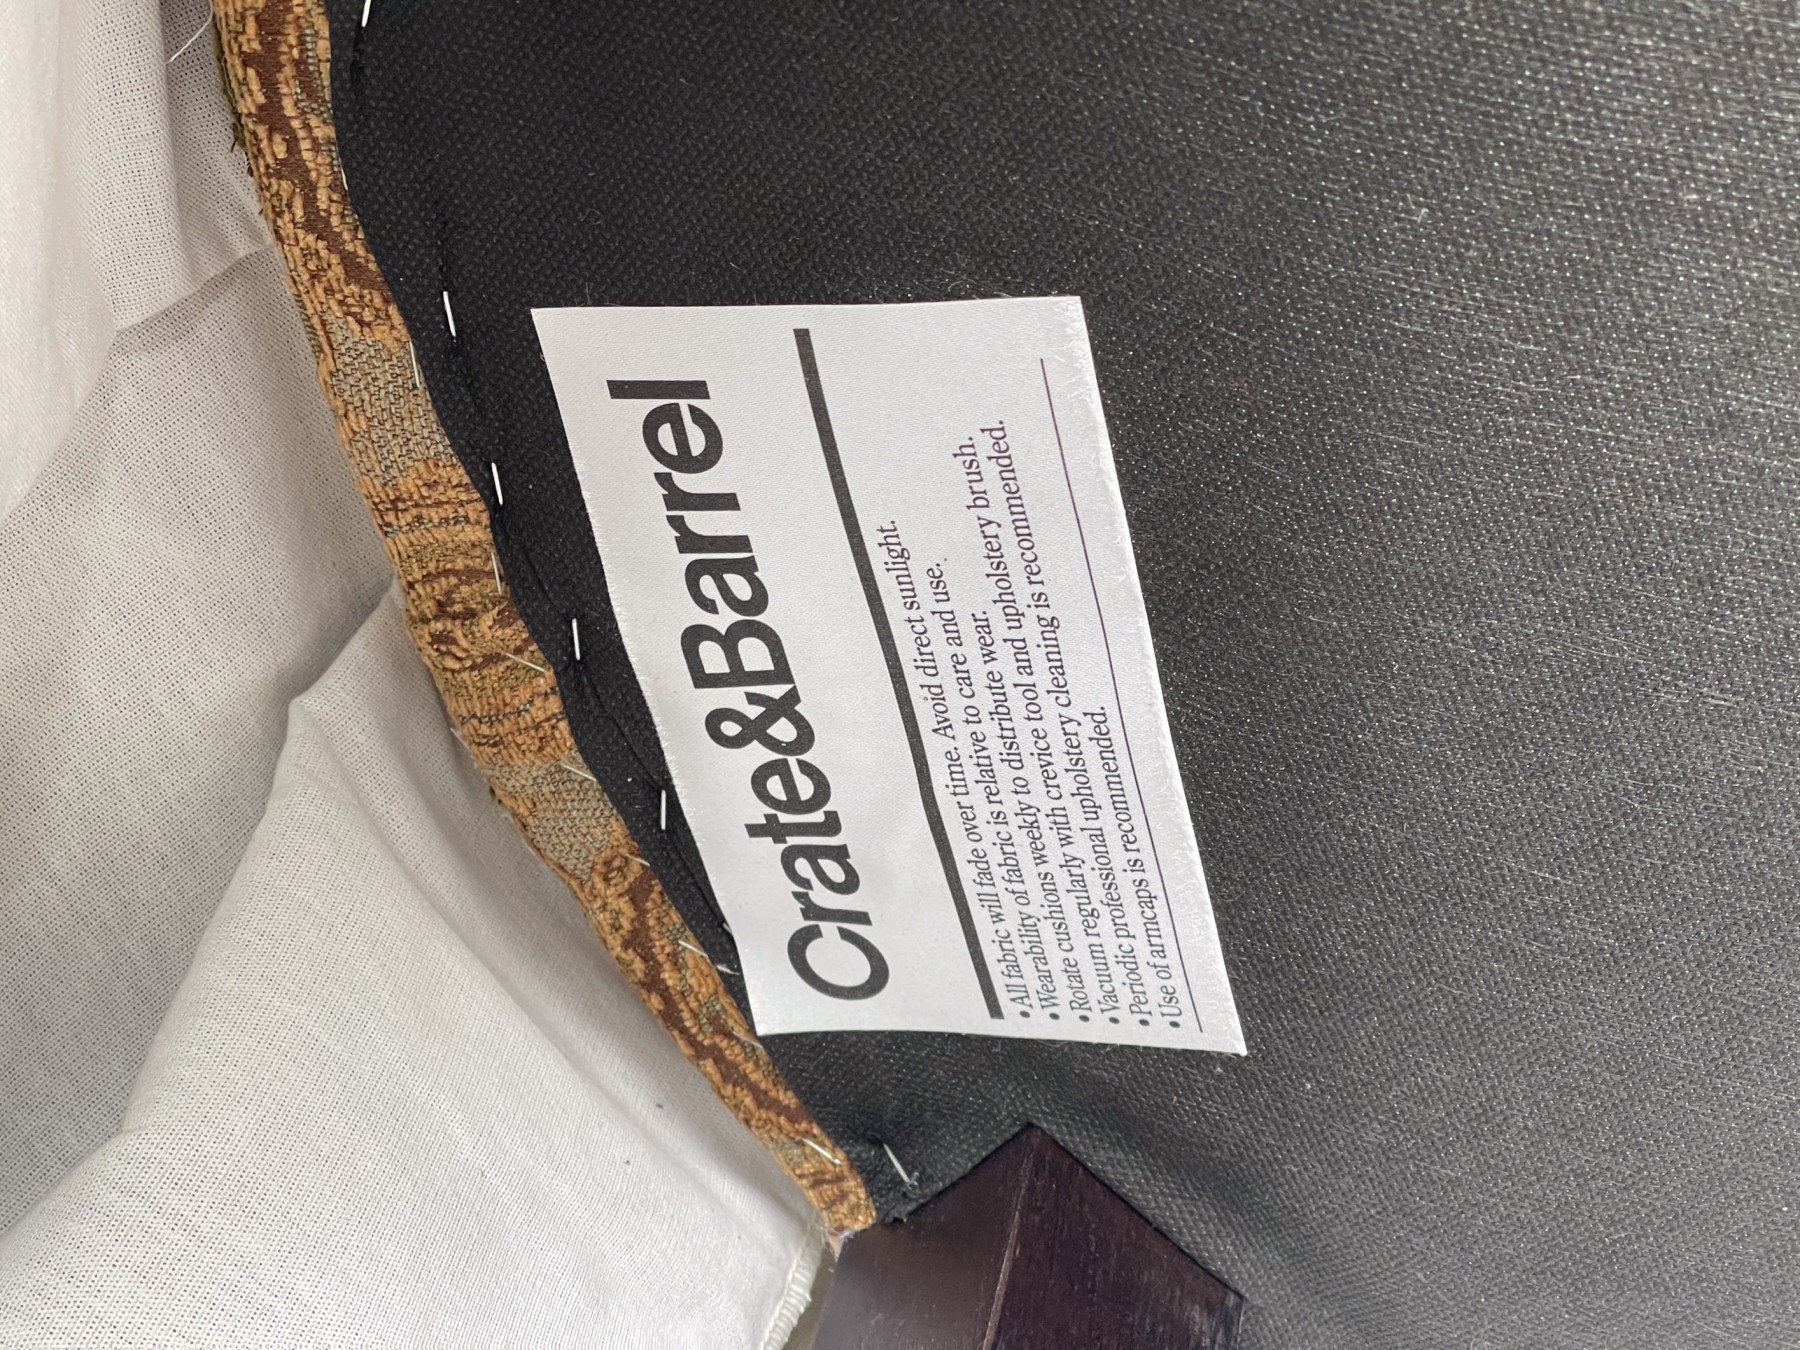 Crate&Barrel
• All fabric will fade over time. Avoid direct sunlight.
• Wearability of fabric is relative to care and use.
• Rotate cushions weekly to distribute wear.
• Vacuum regularly with crevice tool and upholstery brush.
• Periodic professional upholstery cleaning is recommended.
• Use of armcaps is recommended.